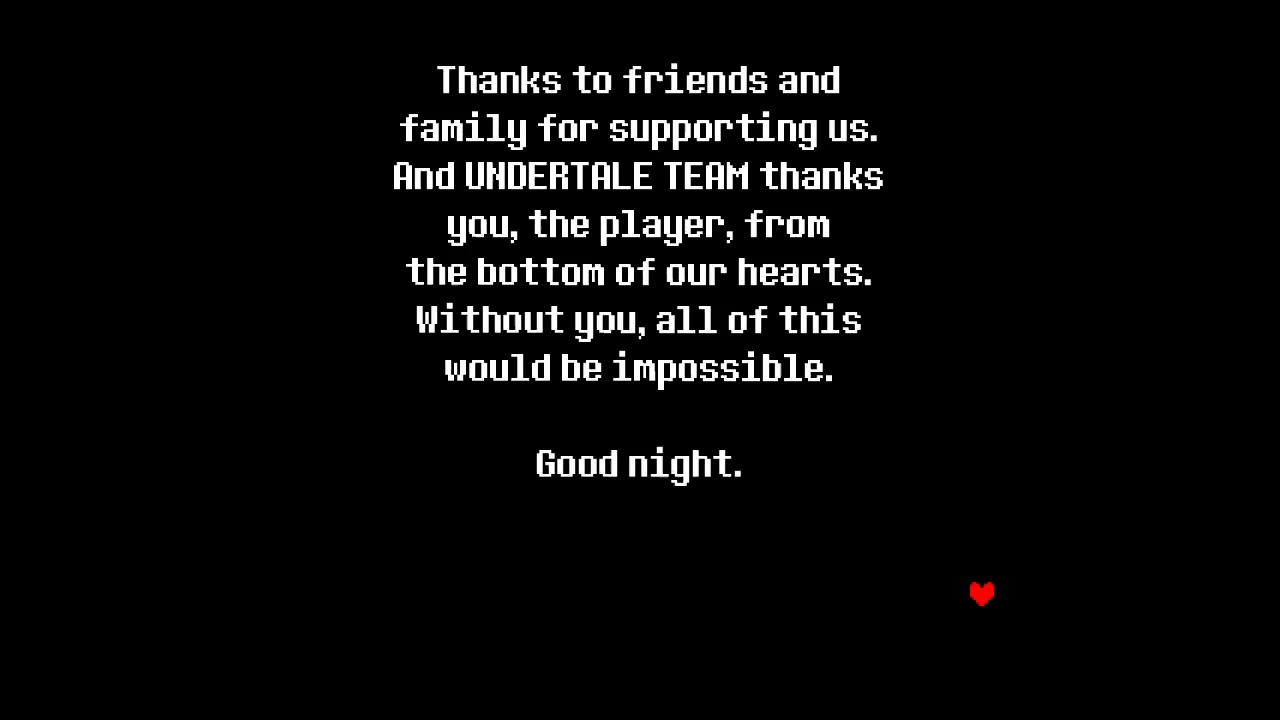 Thanks to friends and
family for supporting us.
And UNDERTALE TEAM thanks
you, the player, from
the bottom of our hearts.
Without you, all of this
would be impossible.
Good night.